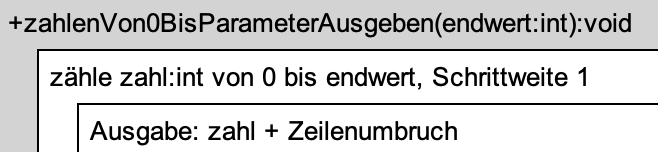 +zahlenVon0BisParameterAusgeben(endwert:int):void
zähle zahl:int von 0 bis endwert, Schrittweite 1
Ausgabe: zahl + Zeilenumbruch